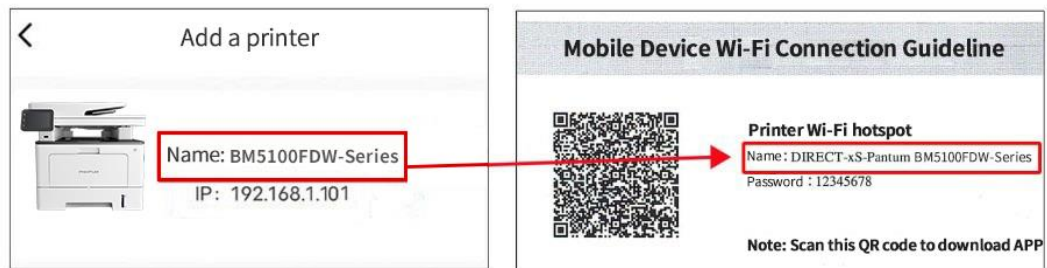 Add a printer
Name: BM5100FDW-Series
IP: 192.168.1.101
Mobile Device Wi-Fi Connection Guideline
Printer Wi-Fi hotspot
Name: DIRECT-xS-Pantum BM5100FDW-Series
Password : 12345678
Note: Scan this QR code to download APP